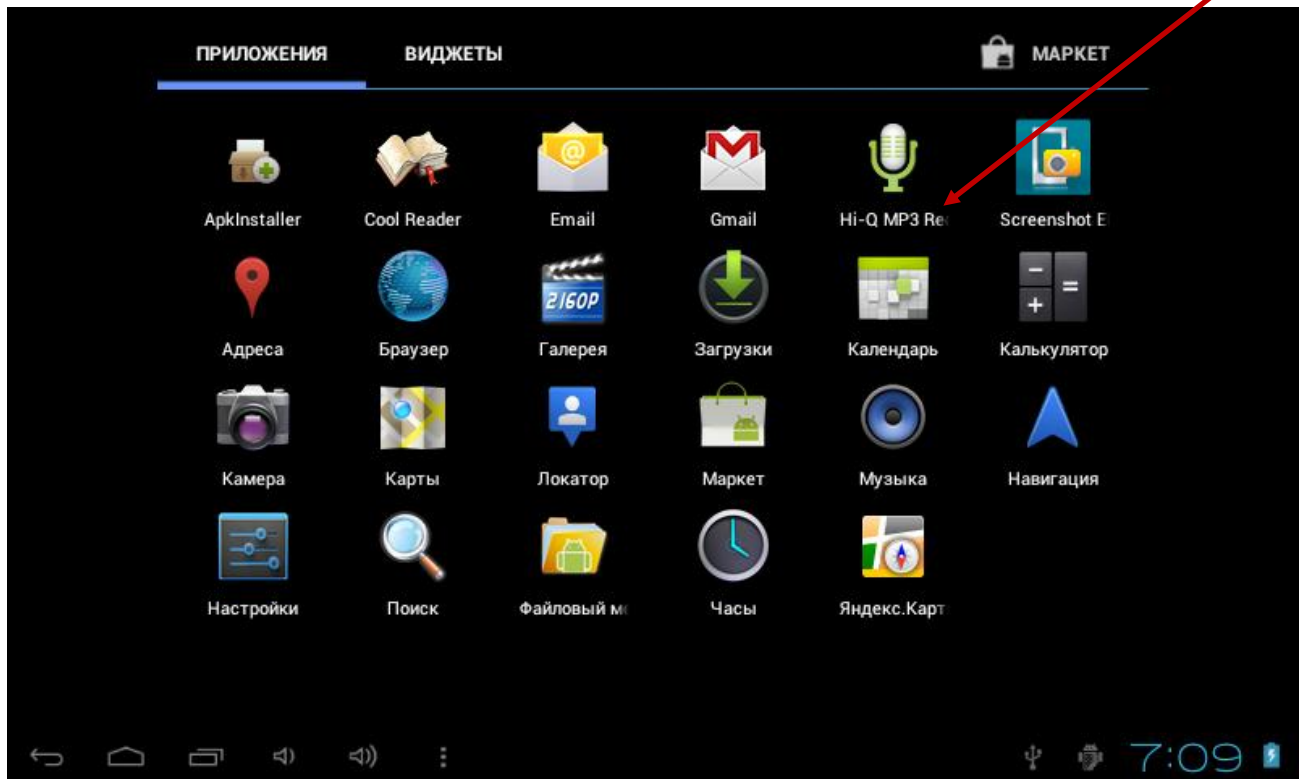 ПРИЛОЖЕНИЯ ВИДЖЕТЫ МАРКЕТ
ApkInstaller Cool Reader Email Gmail Hi-Q MP3 Re Screenshot E
Адреса Браузер 2160P Галерея Загрузки Календарь Калькулятор
Камера Карты Локатор Маркет Музыка Навигация
Настройки Поиск Файловый м Часы Яндекс.Карт
7:09